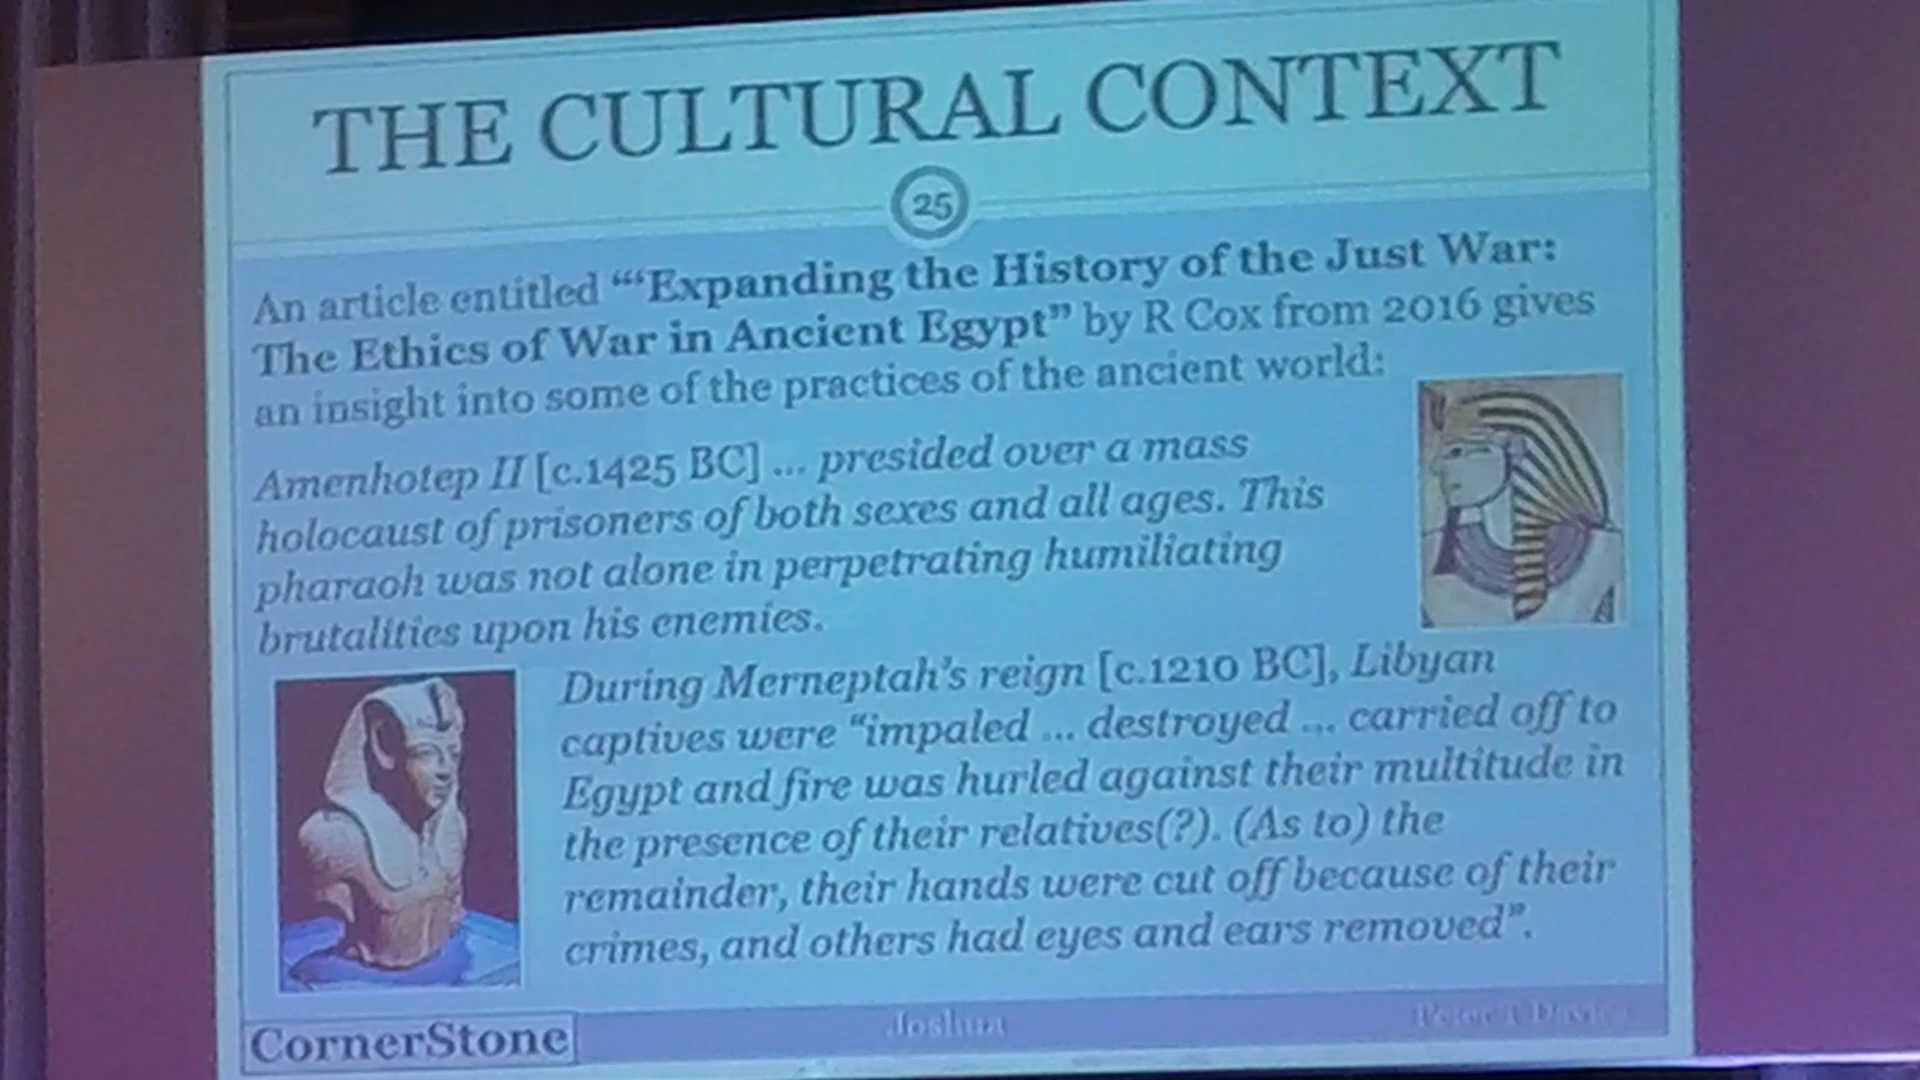 THE CULTURAL CONTEXT
25
An article entitled “‘Expanding the History of the Just War:
The Ethics of War in Ancient Egypt” by R Cox from 2016 gives
an insight into some of the practices of the ancient world:
Amenhotep II [c.1425 BC] ... presided over a mass
holocaust of prisoners of both sexes and all ages. This
pharaoh was not alone in perpetrating humiliating
brutalities upon his enemies.
During Merneptah’s reign [c.1210 BC], Libyan
captives were “impaled ... destroyed ... carried off to
Egypt and fire was hurled against their multitude in
the presence of their relatives(?). (As to) the
remainder, their hands were cut off because of their
crimes, and others had eyes and ears removed”.
CornerStone
Joshua
Peter